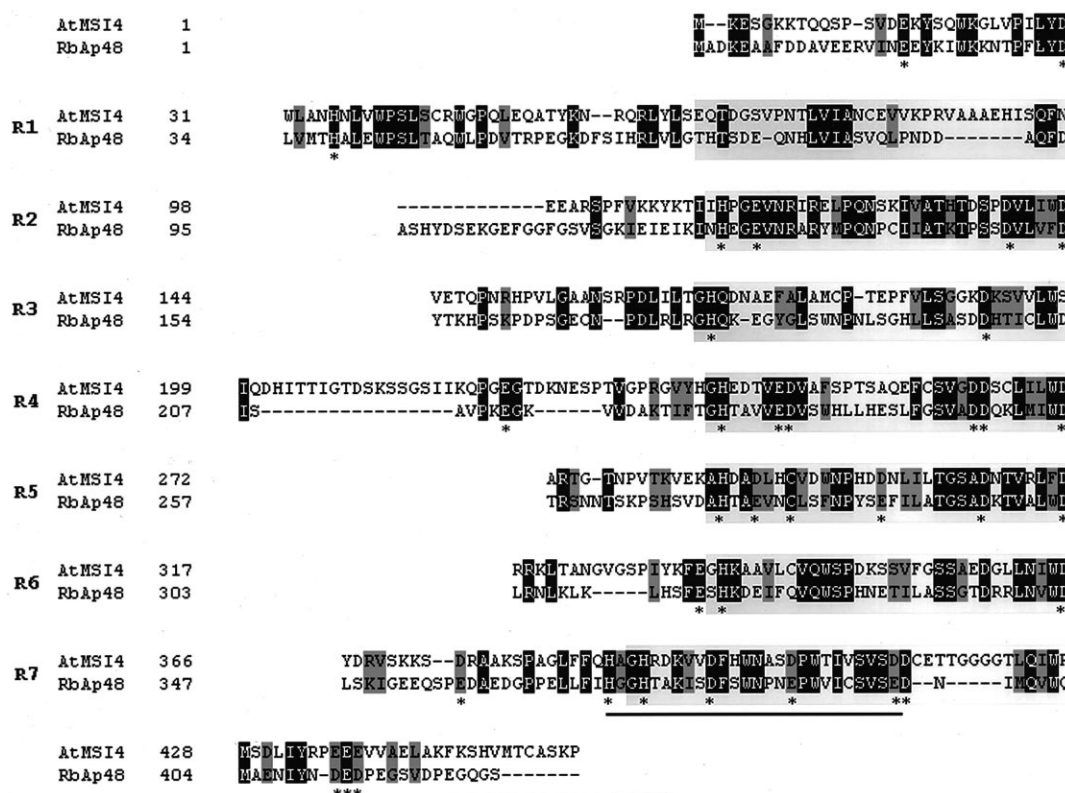 AtMSI4 1 M--KESGKKTQQSP-SVDEKYSQWKGLVPILYD
RbAp48 1 MADKEAAFDDAVEERVINEEYKIWKKNTPFLYD
* *
R1
AtMSI4 31 WLANHNLVWPSLSCRWGPQLEQATYKN--RQRLYLSEQTDGSVPNTLVIANCEVVKPRVAAAEHISQFN
RbAp48 34 LVMTHALEWPSLTAQWLPDVTRPEGKDFSIHRLVLGTHTSDE-QNHLVIASVQLPNDD-------AQFD
*
R2
AtMSI4 98 -------------EEARSPFVKKYKTIIHPGEVNRIRELPQNSKIVATHTDSPDVLIWD
RbAp48 95 ASHYDSEKGEFGGFGSVSGKIEIEIKINHEGEVNRARYMPQNPCIIATKTPSSDVLVFD
* * * *
R3
AtMSI4 144 VETQPNRHPVLGAANSRPDLILTGHQDNAEFALAMCP-TEPFVLSGGKDKSVVLWS
RbAp48 154 YTKHPSKPDPSGECN--PDLRLRGHQK-EGYGLSWNPNLSGHLLSASDDHTICLWD
* *
R4
AtMSI4 199 IQDHITTIGTDSKSSGSIIKQPGEGTDKNESPTVGPRGVYHGHEDTVEDVAFSPTSAQEFCSVGDDSCLILWD
RbAp48 207 IS-----------------AVPKEGK------VVDAKTIFTGHTAVVEDVSWHLLHESLFGSVADDQKLMIWD
* * ** ** *
R5
AtMSI4 272 ARTG-TNPVTKVEKAHDADLHCVDWNPHDDNLILTGSADNTVRLFD
RbAp48 257 TRSNNTSKPSHSVDAHTAEVNCLSFNPYSEFILATGSADKTVALWD
* * * * * *
R6
AtMSI4 317 RRKLTANGVGSPIYKFEGHKAAVLCVQWSPDKSSVFGSSAEDGLLNIWD
RbAp48 303 LRNLKLK-----LHSFESHKDEIFQVQWSPHNETILASSGTDRRLNVWD
* * *
R7
AtMSI4 366 YDRVSKKS--DRAAKSPAGLFFQHAGHRDKVVDFHWNASDPWTIVSVSDDCETTGGGGTLQIWR
RbAp48 347 LSKIGEEQSPEDAEDGPPELLFIHGGHTAKISDFSWNPNEPWVICSVSED--N-----IMQVWQ
* * * * * **
AtMSI4 428 MSDLIYRPEEEVVAELAKFKSHVMTCASKP
RbAp48 404 MAENIYN-DEDPEGSVDPEGQGS-------
***